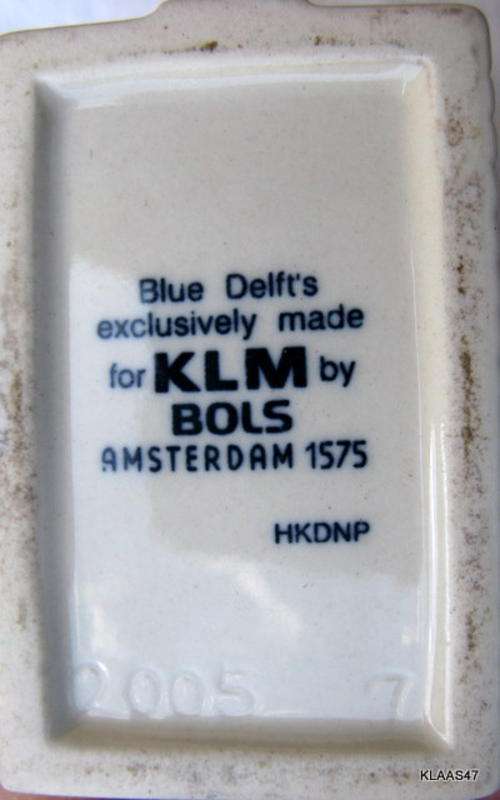 Blue Delft's
exclusively made
for KLM by
BOLS
AMSTERDAM 1575
HKDNP
2005 7
KLAAS47